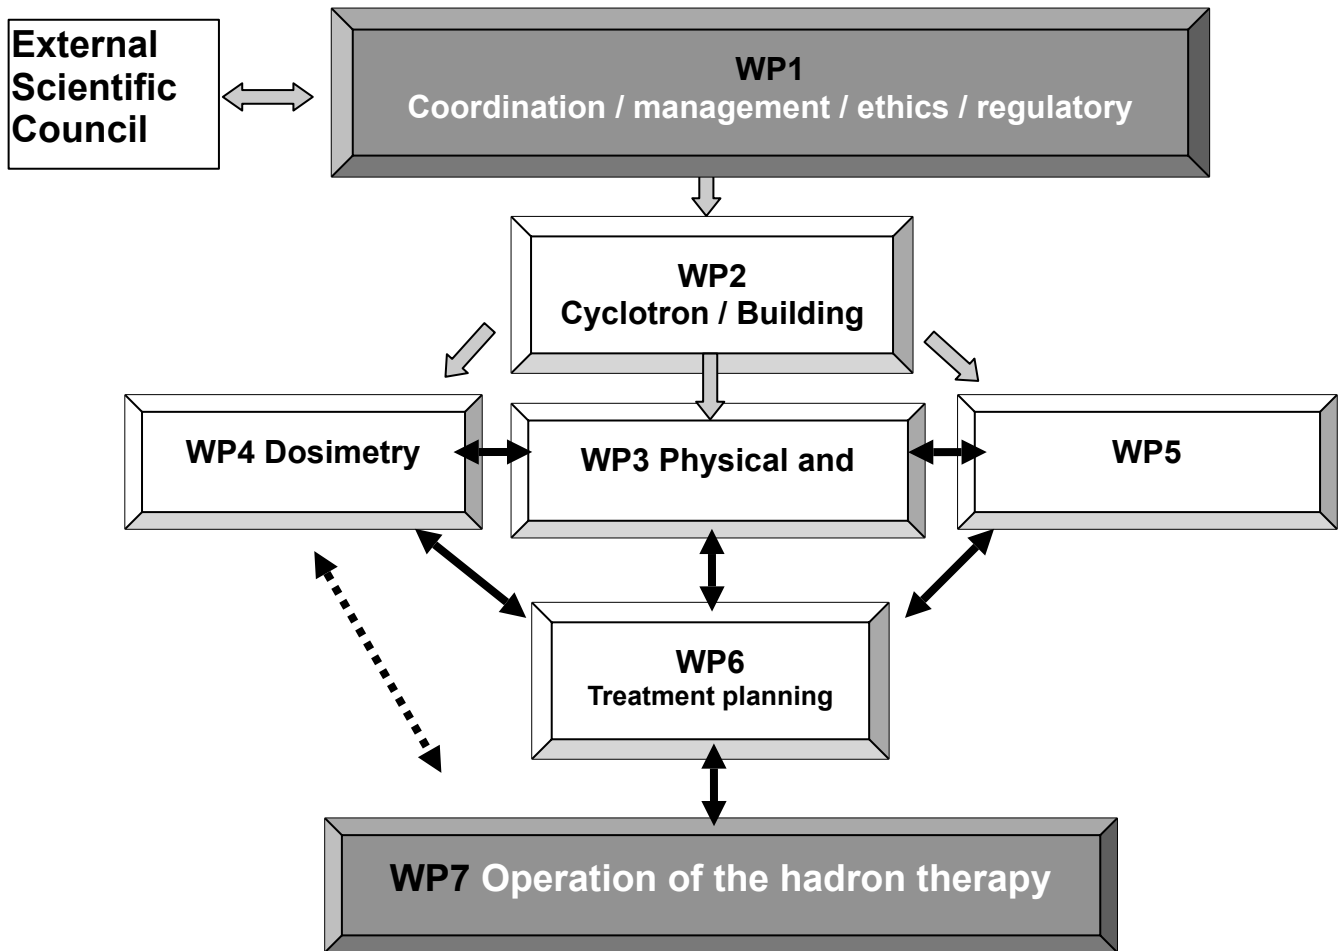 External
Scientific
Council
WP1
Coordination / management / ethics / regulatory
WP2
Cyclotron / Building
WP4 Dosimetry
WP3 Physical and
WP5
WP6
Treatment planning
WP7 Operation of the hadron therapy